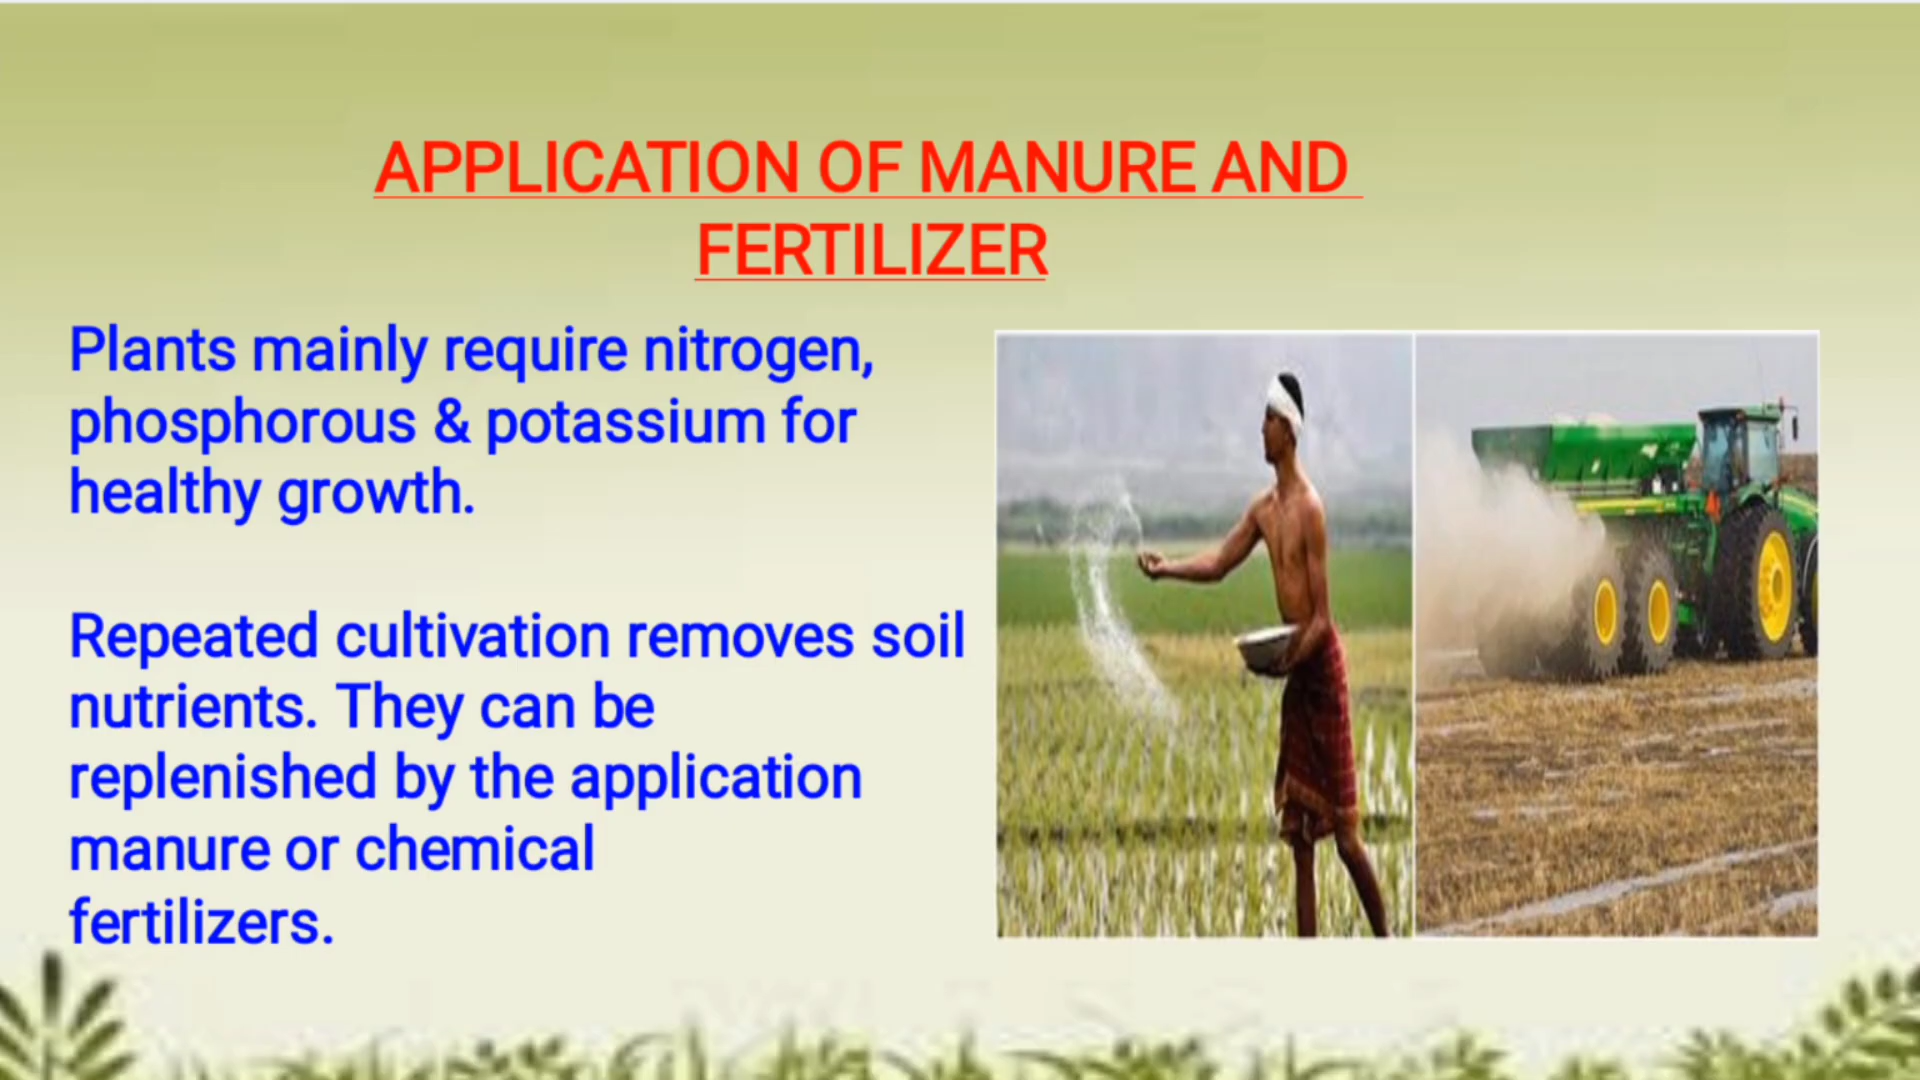 APPLICATION OF MANURE AND
FERTILIZER
Plants mainly require nitrogen,
phosphorous & potassium for
healthy growth.
Repeated cultivation removes soil
nutrients. They can be
replenished by the application
manure or chemical
fertilizers.